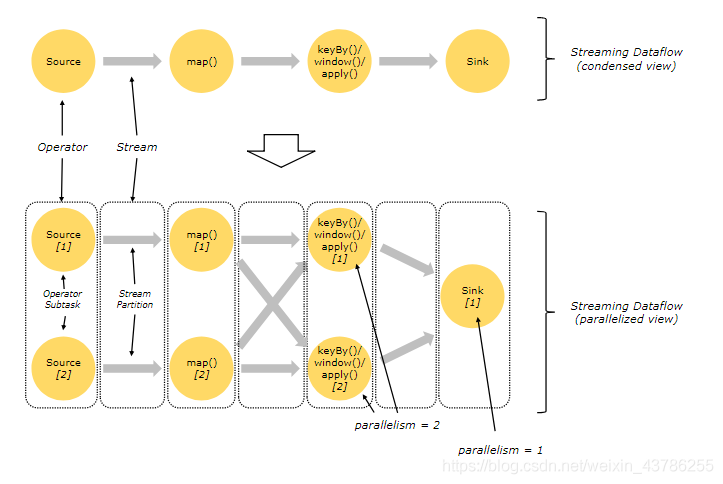 Source
map()
keyBy()/
window()/
apply()
Sink
Streaming Dataflow
(condensed view)
Operator
Stream
Source
[1]
map()
[1]
keyBy()/
window()/
apply()
[1]
Operator
Subtask
Stream
Partition
Sink
[1]
Streaming Dataflow
(parallelized view)
Source
[2]
map()
[2]
keyBy()/
window()/
apply()
[2]
parallelism = 2
parallelism = 1
https://blog.csdn.net/weixin_43786255